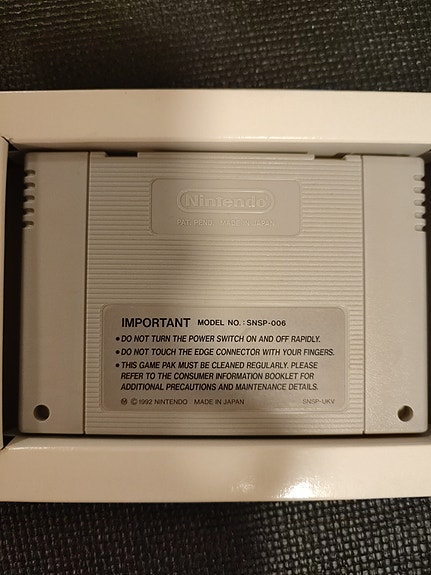 Nintendo
PAT. PEND. MADE IN JAPAN
IMPORTANT MODEL NO. : SNSP-006
● DO NOT TURN THE POWER SWITCH ON AND OFF RAPIDLY.
● DO NOT TOUCH THE EDGE CONNECTOR WITH YOUR FINGERS.
● THIS GAME PAK MUST BE CLEANED REGULARLY. PLEASE
REFER TO THE CONSUMER INFORMATION BOOKLET FOR
ADDITIONAL PRECAUTIONS AND MAINTENANCE DETAILS.
Ⓜ © 1992 NINTENDO MADE IN JAPAN SNSP-UKV